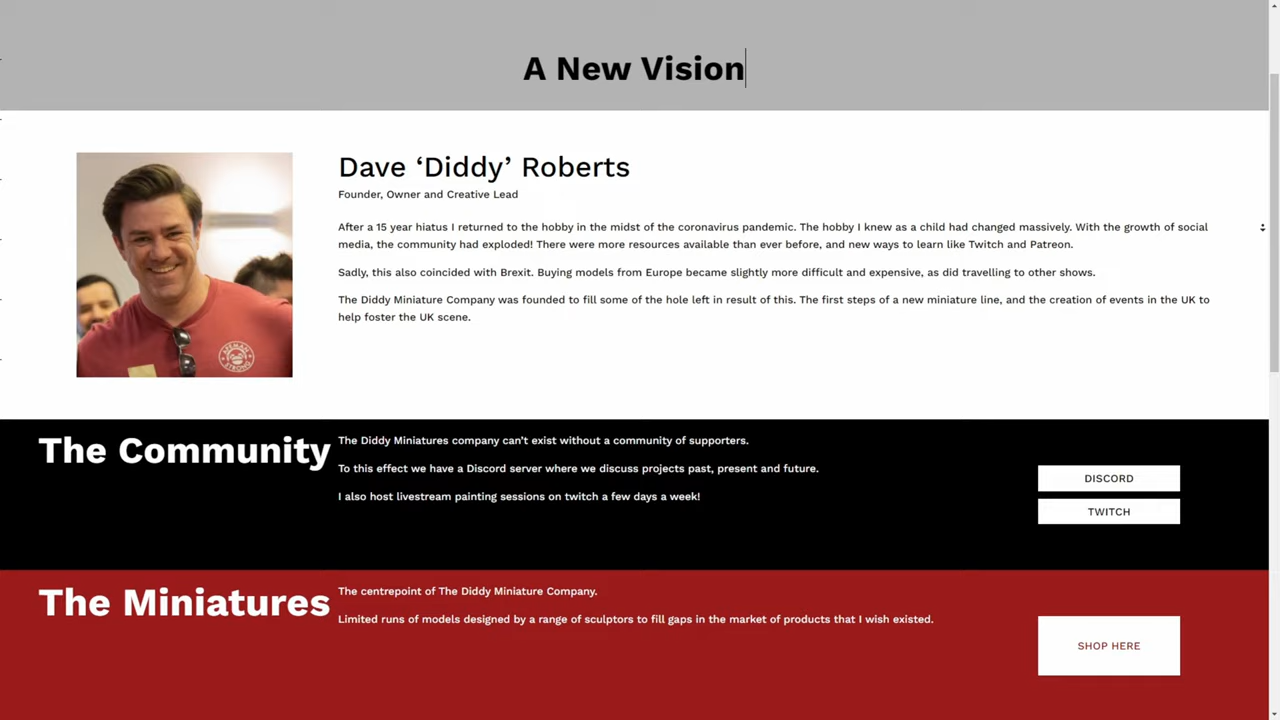 A New Vision
Dave ‘Diddy’ Roberts
Founder, Owner and Creative Lead
After a 15 year hiatus I returned to the hobby in the midst of the coronavirus pandemic. The hobby I knew as a child had changed massively. With the growth of social
media, the community had exploded! There were more resources available than ever before, and new ways to learn like Twitch and Patreon.
Sadly, this also coincided with Brexit. Buying models from Europe became slightly more difficult and expensive, as did travelling to other shows.
The Diddy Miniature Company was founded to fill some of the hole left in result of this. The first steps of a new miniature line, and the creation of events in the UK to
help foster the UK scene.
The Community
The Diddy Miniatures company can’t exist without a community of supporters.
To this effect we have a Discord server where we discuss projects past, present and future.
I also host livestream painting sessions on twitch a few days a week!
DISCORD
TWITCH
The Miniatures
The centrepoint of The Diddy Miniature Company.
Limited runs of models designed by a range of sculptors to fill gaps in the market of products that I wish existed.
SHOP HERE